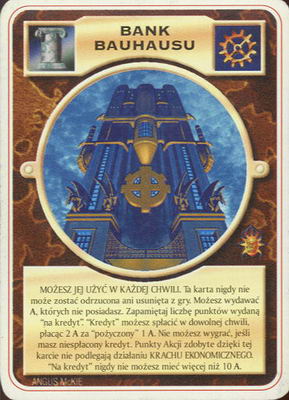 BANK
BAUHAUSU
MOŻESZ JEJ UŻYĆ W KAŻDEJ CHWILI. Ta karta nigdy nie
może zostać odrzucona ani usunięta z gry. Możesz wydawać
A, których nie posiadasz. Zapamiętaj liczbę punktów wydaną
"na kredyt". "Kredyt" możesz spłacić w dowolnej chwili,
płacąc 2 A za "pożyczony" 1 A. Nie możesz wygrać, jeśli
masz niespłacony kredyt. Punkty Akcji zdobyte dzięki tej
karcie nie podlegają działaniu KRACHU EKONOMICZNEGO.
"Na kredyt" nigdy nie możesz mieć więcej niż 10 A.
ANGUS McKIE